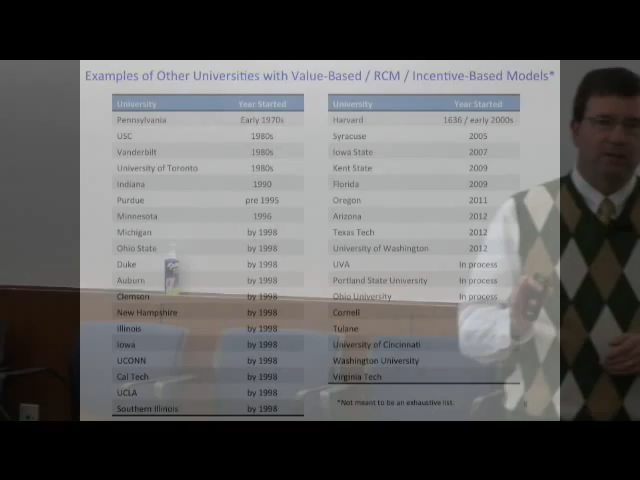 Examples of Other Universities with Value-Based / RCM / Incentive-Based Models*
University Year Started
Pennsylvania Early 1970s
USC 1980s
Vanderbilt 1980s
University of Toronto 1980s
Indiana 1990
Purdue pre 1995
Minnesota 1996
Michigan by 1998
Ohio State by 1998
Duke by 1998
Auburn by 1998
Clemson by 1998
New Hampshire by 1998
Illinois by 1998
Iowa by 1998
UCONN by 1998
Cal Tech by 1998
UCLA by 1998
Southern Illinois by 1998
University Year Started
Harvard 1636 / early 2000s
Syracuse 2005
Iowa State 2007
Kent State 2009
Florida 2009
Oregon 2011
Arizona 2012
Texas Tech 2012
University of Washington 2012
UVA In process
Portland State University In process
Ohio University In process
Cornell
Tulane
University of Cincinnati
Washington University
Virginia Tech
*Not meant to be an exhaustive list.